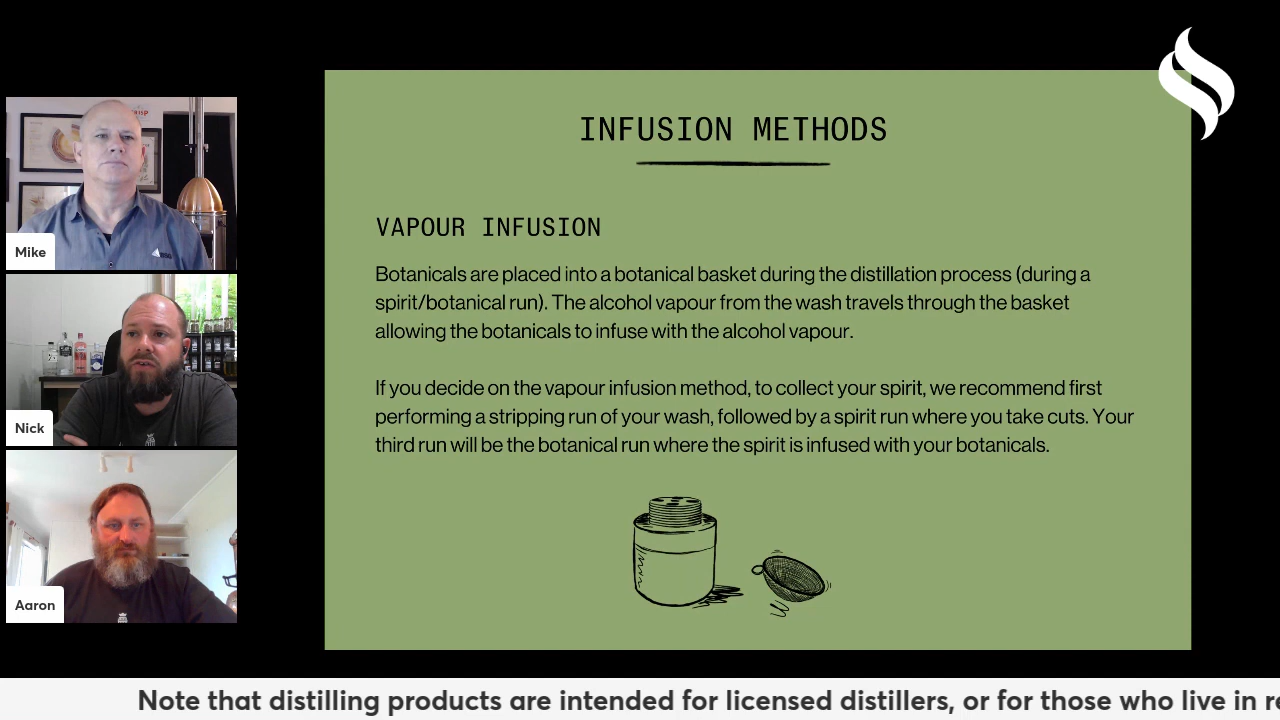 INFUSION METHODS
VAPOUR INFUSION
Botanicals are placed into a botanical basket during the distillation process (during a
spirit/botanical run). The alcohol vapour from the wash travels through the basket
allowing the botanicals to infuse with the alcohol vapour.
If you decide on the vapour infusion method, to collect your spirit, we recommend first
performing a stripping run of your wash, followed by a spirit run where you take cuts. Your
third run will be the botanical run where the spirit is infused with your botanicals.
Mike
Nick
Aaron
Note that distilling products are intended for licensed distillers, or for those who live in